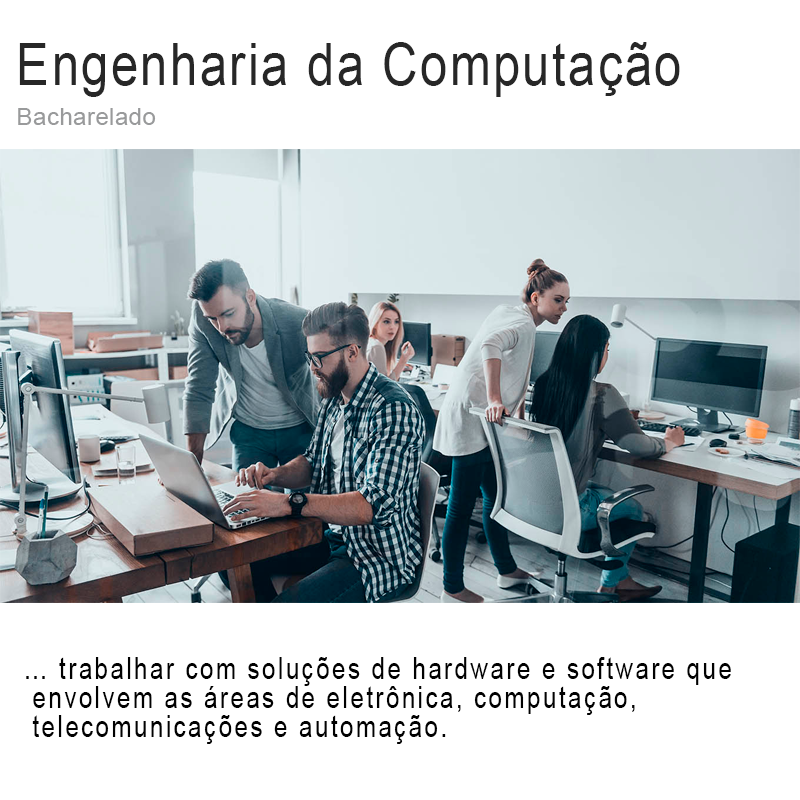 Engenharia da Computação
Bacharelado
... trabalhar com soluções de hardware e software que
envolvem as áreas de eletrônica, computação,
telecomunicações e automação.